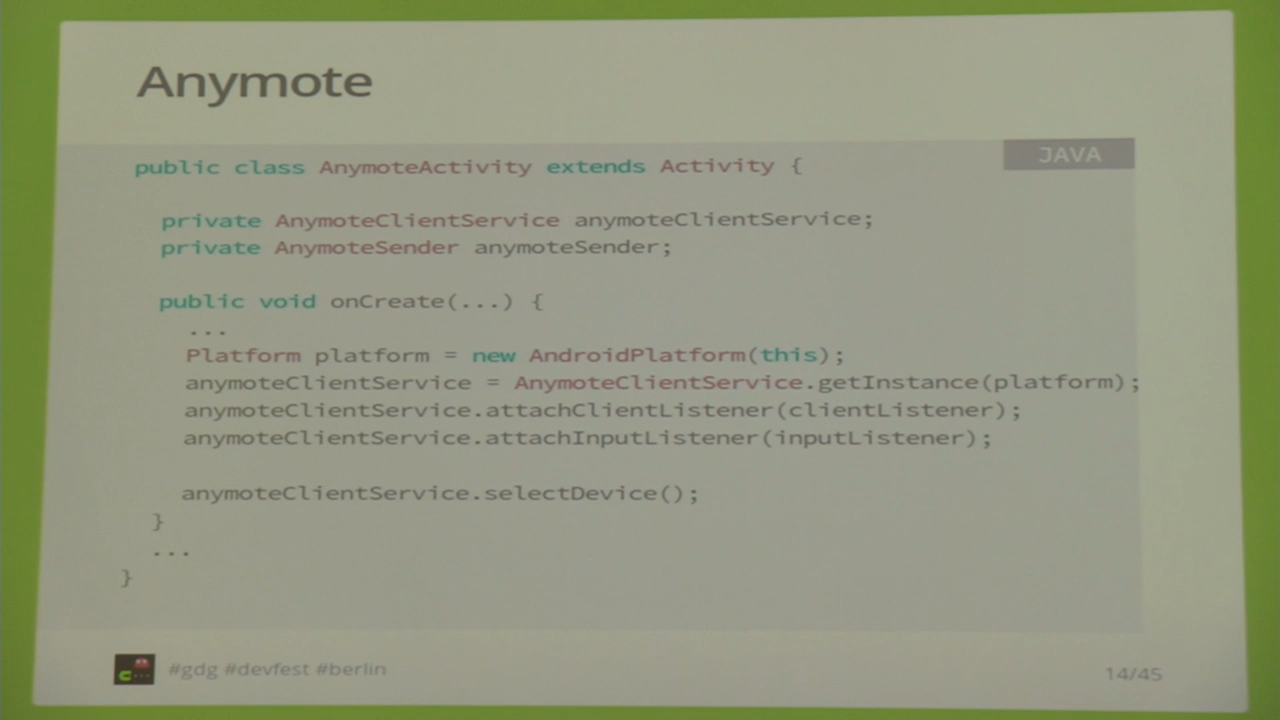 Anymote
JAVA
public class AnymoteActivity extends Activity {
private AnymoteClientService anymoteClientService;
private AnymoteSender anymoteSender;
public void onCreate(...) {
...
Platform platform = new AndroidPlatform(this);
anymoteClientService = AnymoteClientService.getInstance(platform);
anymoteClientService.attachClientListener(clientListener);
anymoteClientService.attachInputListener(inputListener);
anymoteClientService.selectDevice();
}
...
}
#gdg #devfest #berlin
14/45